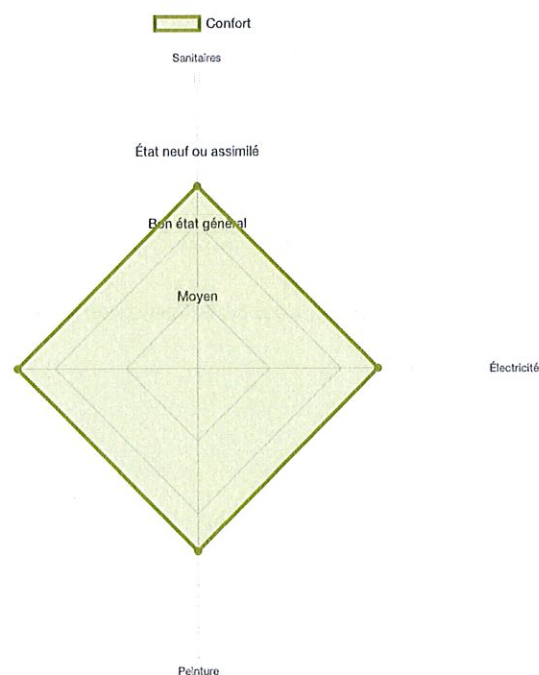 Confort
Sanitaires
État neuf ou assimilé
Bon état général
Moyen
Électricité
Peinture